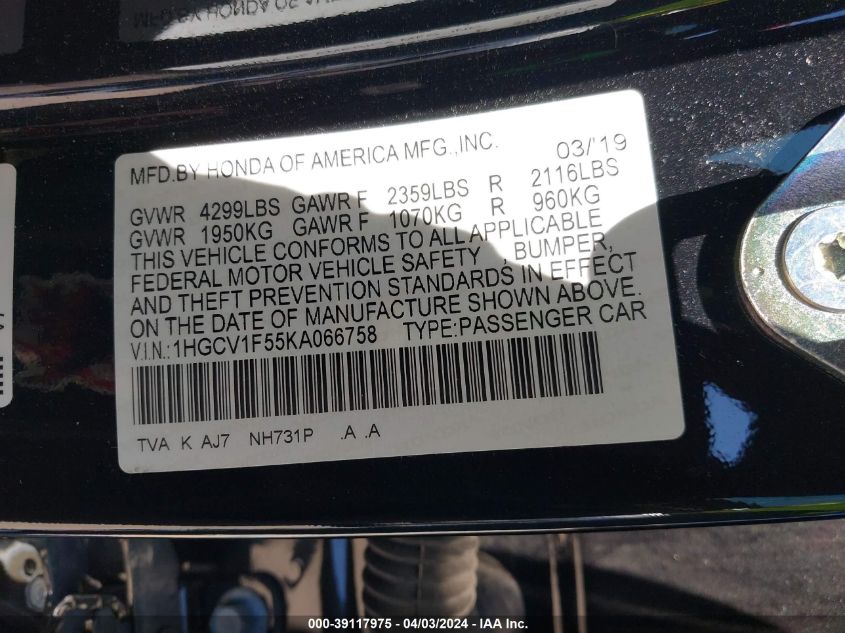 MFD.BY HONDA OF AMERICA MFG.,INC. 03/'19
GVWR 4299LBS GAWR F 2359LBS R 2116LBS
GVWR 1950KG GAWR F 1070KG R 960KG
THIS VEHICLE CONFORMS TO ALL APPLICABLE
FEDERAL MOTOR VEHICLE SAFETY , BUMPER,
AND THEFT PREVENTION STANDARDS IN EFFECT
ON THE DATE OF MANUFACTURE SHOWN ABOVE.
V.I.N.:1HGCV1F55KA066758 TYPE:PASSENGER CAR
TVA K AJ7 NH731P .A .A
000-39117975 - 04/03/2024 - IAA Inc.